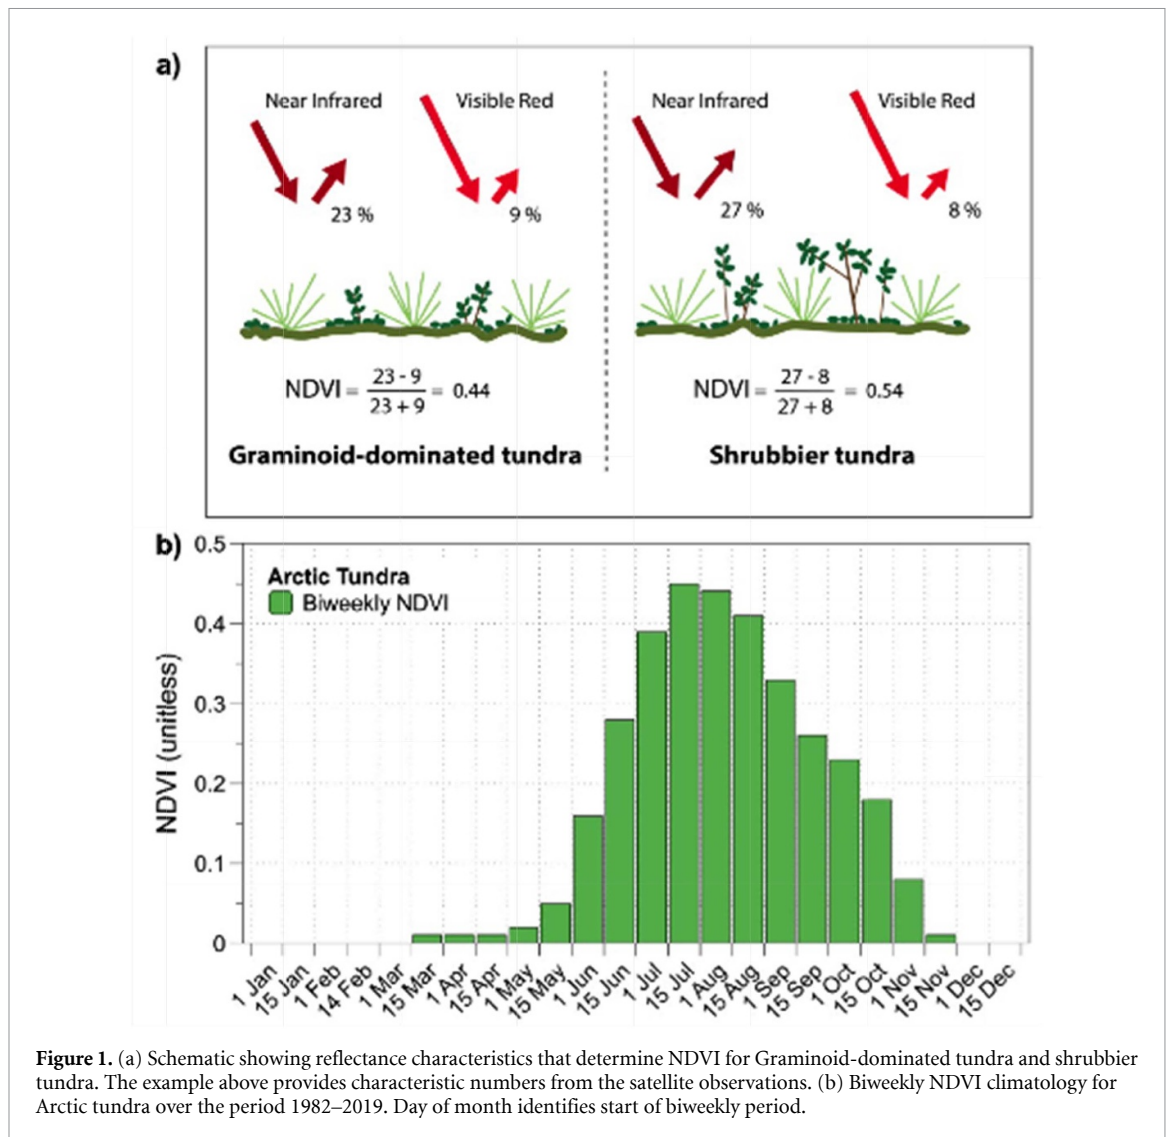 a)
Near Infrared
Visible Red
23 %
9 %
NDVI = 23 - 9 / 23 + 9 = 0.44
Graminoid-dominated tundra
Near Infrared
Visible Red
27 %
8 %
NDVI = 27 - 8 / 27 + 8 = 0.54
Shrubbier tundra
b)
Arctic Tundra
Biweekly NDVI
NDVI (unitless)
0.5
0.4
0.3
0.2
0.1
0
1 Jan
15 Jan
1 Feb
14 Feb
1 Mar
15 Mar
1 Apr
15 Apr
1 May
15 May
1 Jun
15 Jun
1 Jul
15 Jul
1 Aug
15 Aug
1 Sep
15 Sep
1 Oct
15 Oct
1 Nov
15 Nov
1 Dec
15 Dec
Figure 1. (a) Schematic showing reflectance characteristics that determine NDVI for Graminoid-dominated tundra and shrubbier
tundra. The example above provides characteristic numbers from the satellite observations. (b) Biweekly NDVI climatology for
Arctic tundra over the period 1982–2019. Day of month identifies start of biweekly period.